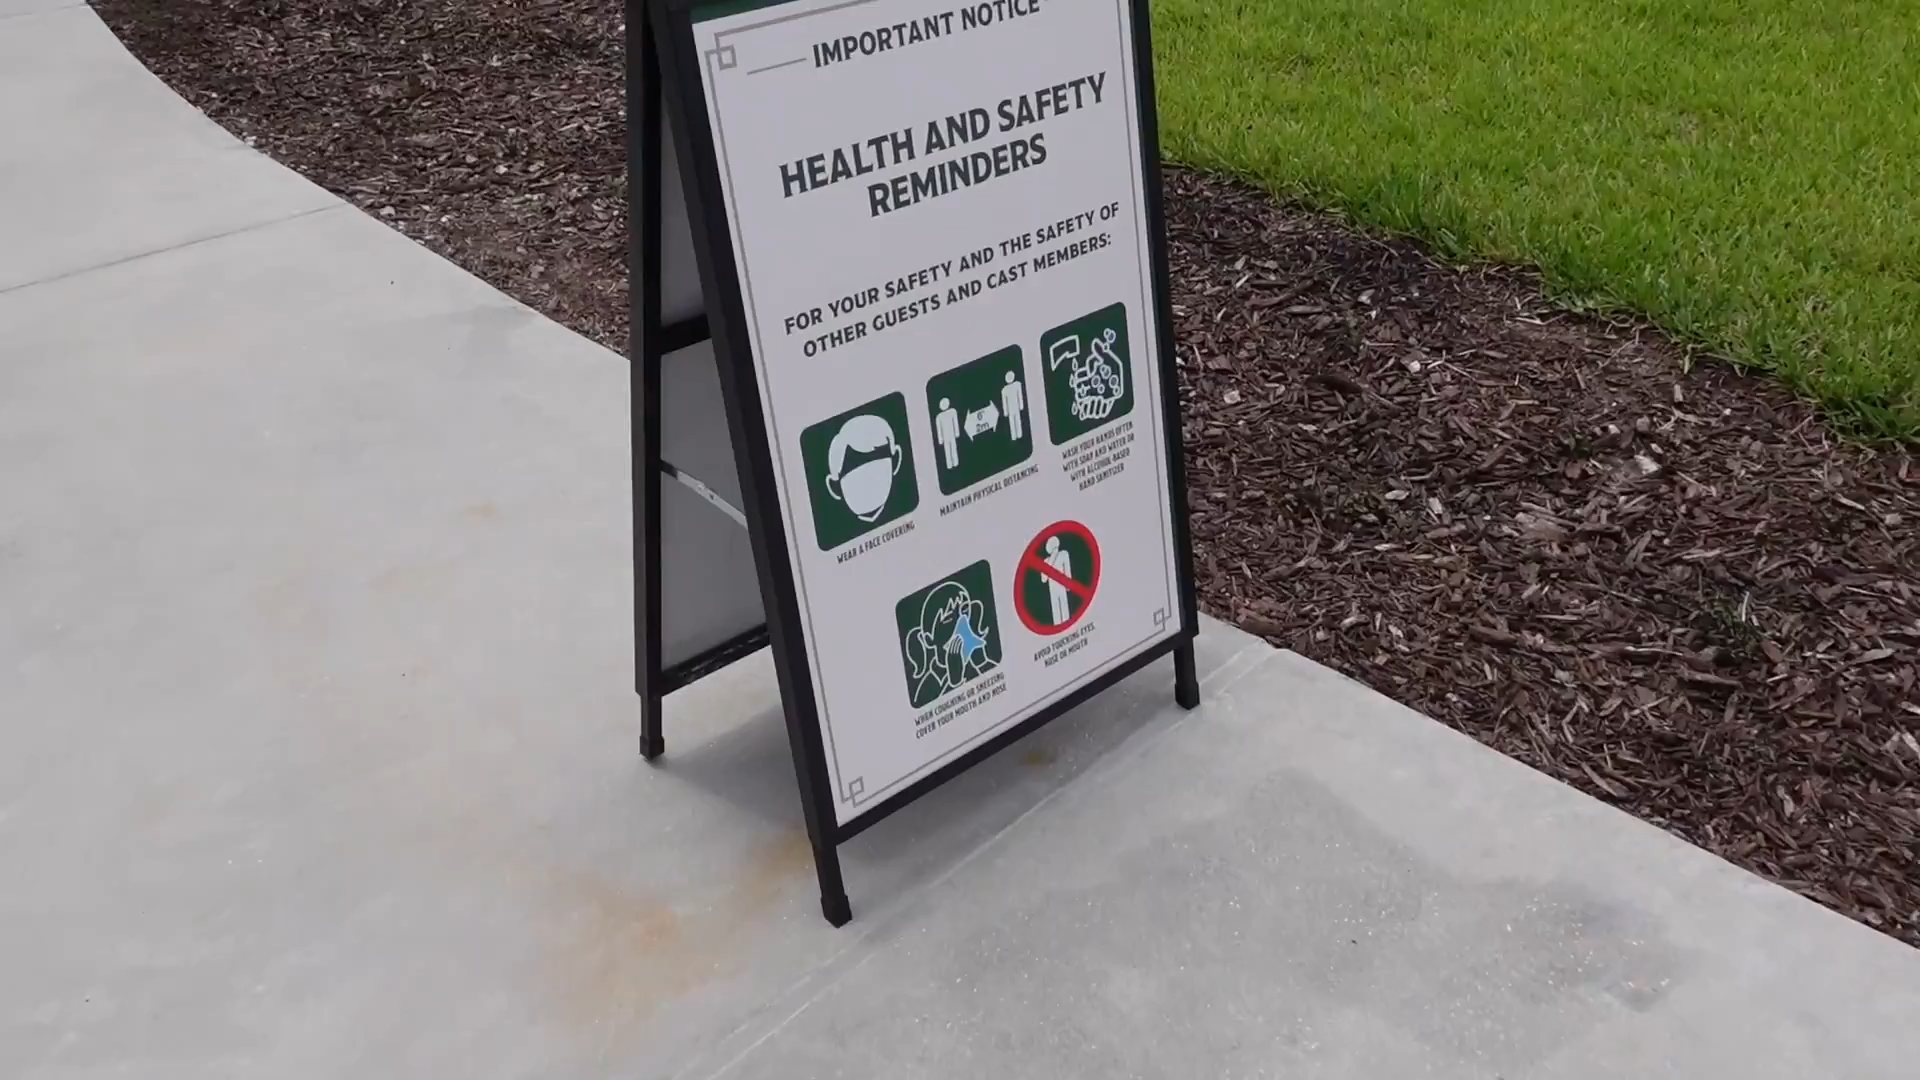 IMPORTANT NOTICE
HEALTH AND SAFETY
REMINDERS
FOR YOUR SAFETY AND THE SAFETY OF
OTHER GUESTS AND CAST MEMBERS:
6'
2m
WEAR A FACE COVERING
MAINTAIN PHYSICAL DISTANCING
WASH YOUR HANDS OFTEN
WITH SOAP AND WATER OR
WITH ALCOHOL-BASED
HAND SANITIZER
WHEN COUGHING OR SNEEZING
COVER YOUR MOUTH AND NOSE
AVOID TOUCHING EYES,
NOSE OR MOUTH